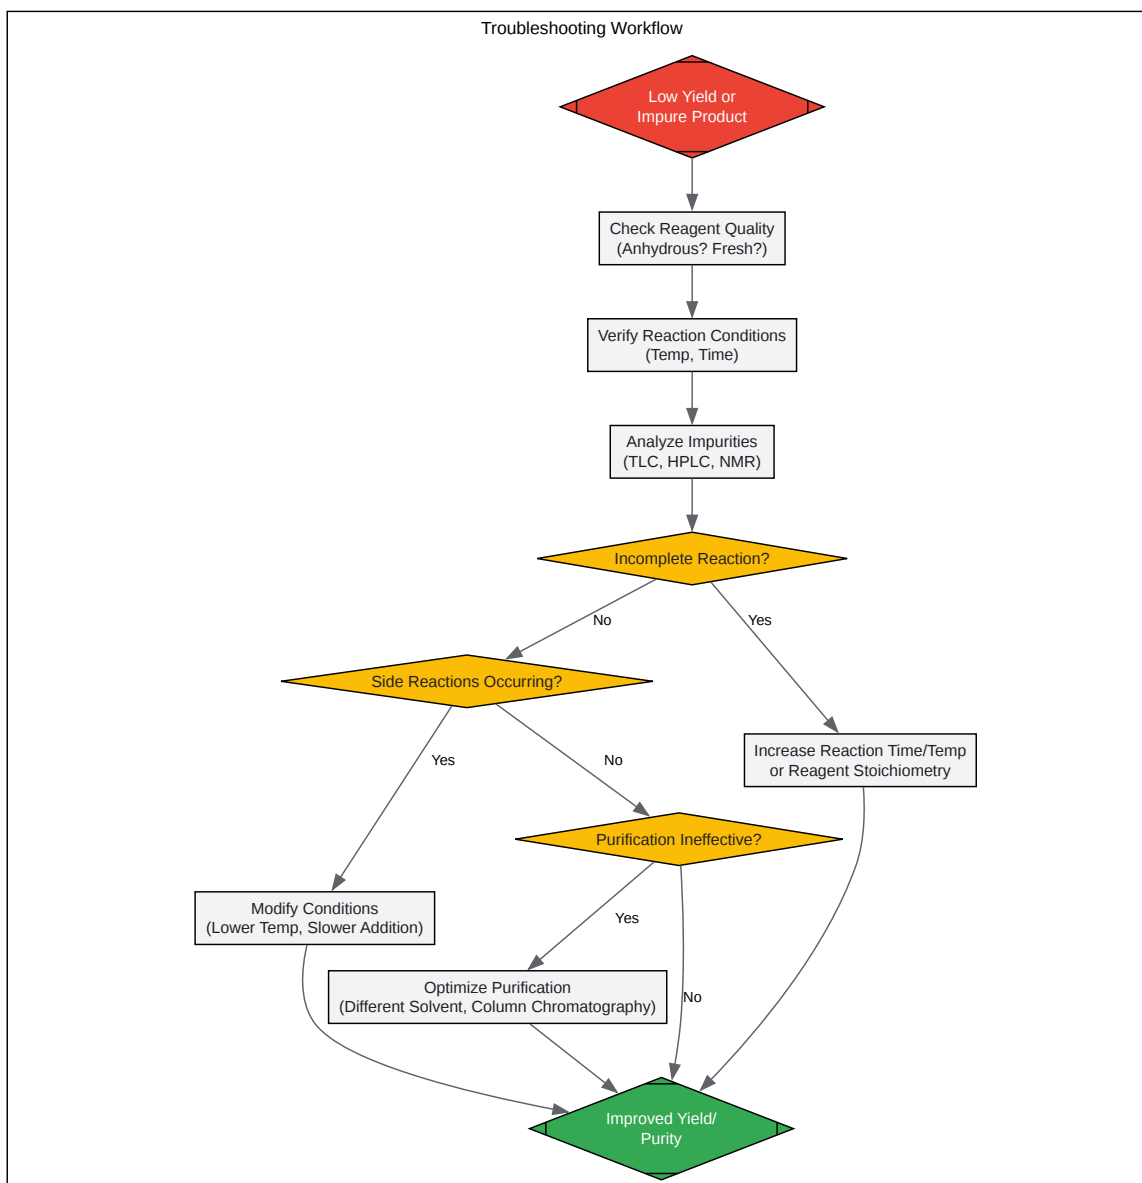 Troubleshooting Workflow
Low Yield or
Impure Product
Check Reagent Quality
(Anhydrous? Fresh?)
Verify Reaction Conditions
(Temp, Time)
Analyze Impurities
(TLC, HPLC, NMR)
Incomplete Reaction?
No
Yes
Side Reactions Occurring?
Increase Reaction Time/Temp
or Reagent Stoichiometry
Yes
No
Purification Ineffective?
Modify Conditions
(Lower Temp, Slower Addition)
Yes
No
Optimize Purification
(Different Solvent, Column Chromatography)
Improved Yield/
Purity